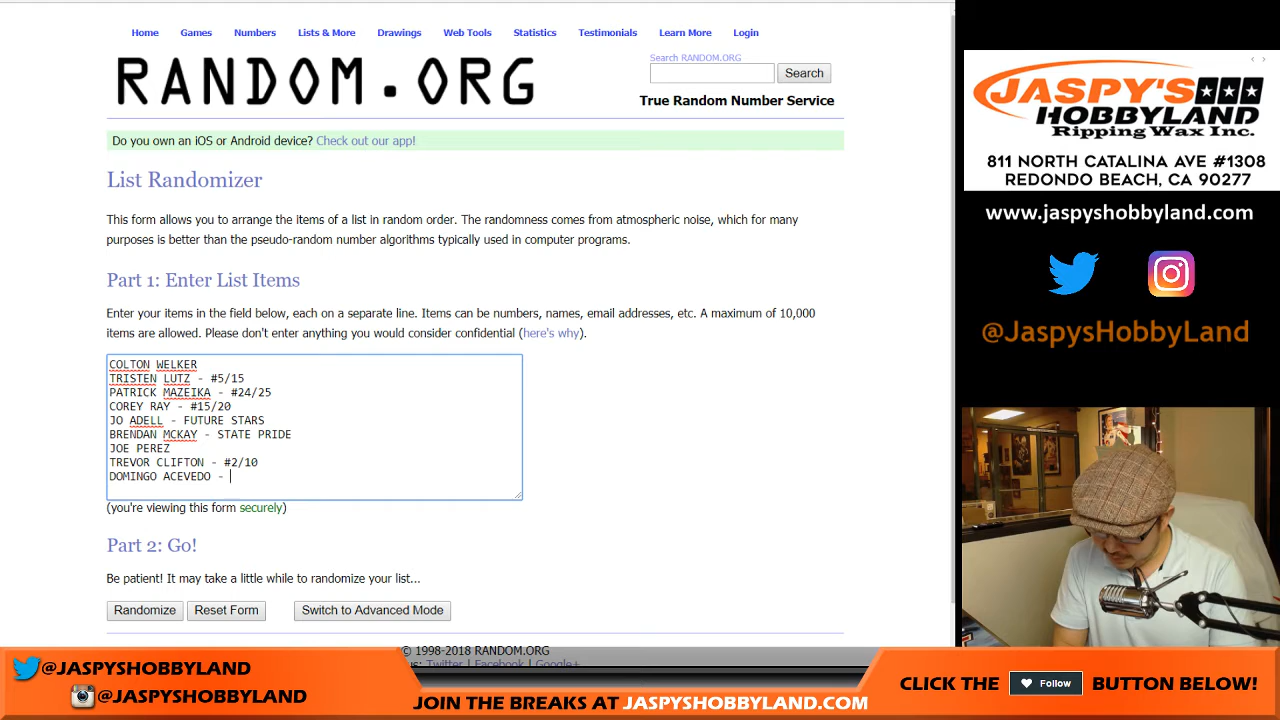 Home Games Numbers Lists & More Drawings Web Tools Statistics Testimonials Learn More Login
RANDOM.ORG
Search RANDOM.ORG
Search
True Random Number Service
Do you own an iOS or Android device? Check out our app!
List Randomizer
This form allows you to arrange the items of a list in random order. The randomness comes from atmospheric noise, which for many
purposes is better than the pseudo-random number algorithms typically used in computer programs.
Part 1: Enter List Items
Enter your items in the field below, each on a separate line. Items can be numbers, names, email addresses, etc. A maximum of 10,000
items are allowed. Please don't enter anything you would consider confidential (here's why).
COLTON WELKER
TRISTEN LUTZ - #5/15
PATRICK MAZEIKA - #24/25
COREY RAY - #15/20
JO ADELL - FUTURE STARS
BRENDAN MCKAY - STATE PRIDE
JOE PEREZ
TREVOR CLIFTON - #2/10
DOMINGO ACEVEDO -
(you're viewing this form securely)
Part 2: Go!
Be patient! It may take a little while to randomize your list...
Randomize Reset Form Switch to Advanced Mode
© 1998-2018 RANDOM.ORG
Twitter | Facebook | Google+
JASPY'S
HOBBYLAND
Ripping Wax Inc.
811 NORTH CATALINA AVE #1308
REDONDO BEACH, CA 90277
www.jaspyshobbyland.com
@JaspysHobbyLand
@JASPYSHOBBYLAND
@JASPYSHOBBYLAND
JOIN THE BREAKS AT JASPYSHOBBYLAND.COM
CLICK THE Follow BUTTON BELOW!